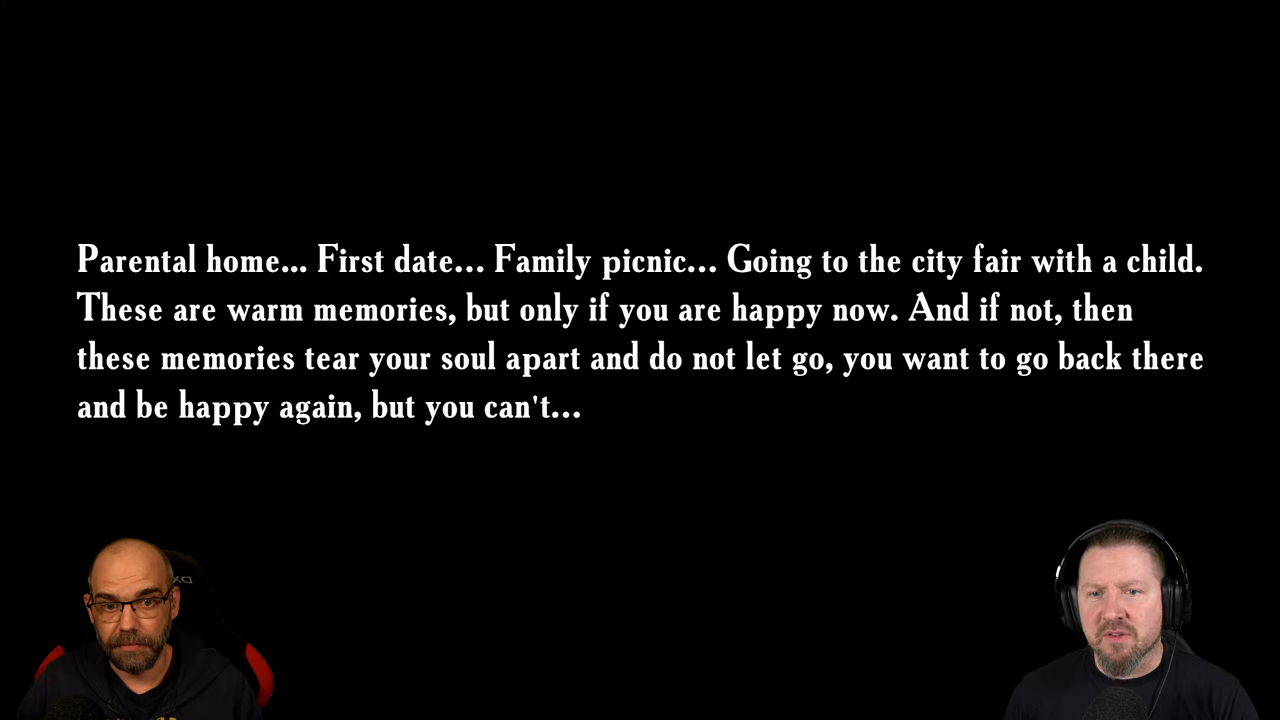 Parental home... First date... Family picnic... Going to the city fair with a child.
These are warm memories, but only if you are happy now. And if not, then
these memories tear your soul apart and do not let go, you want to go back there
and be happy again, but you can't...
DX